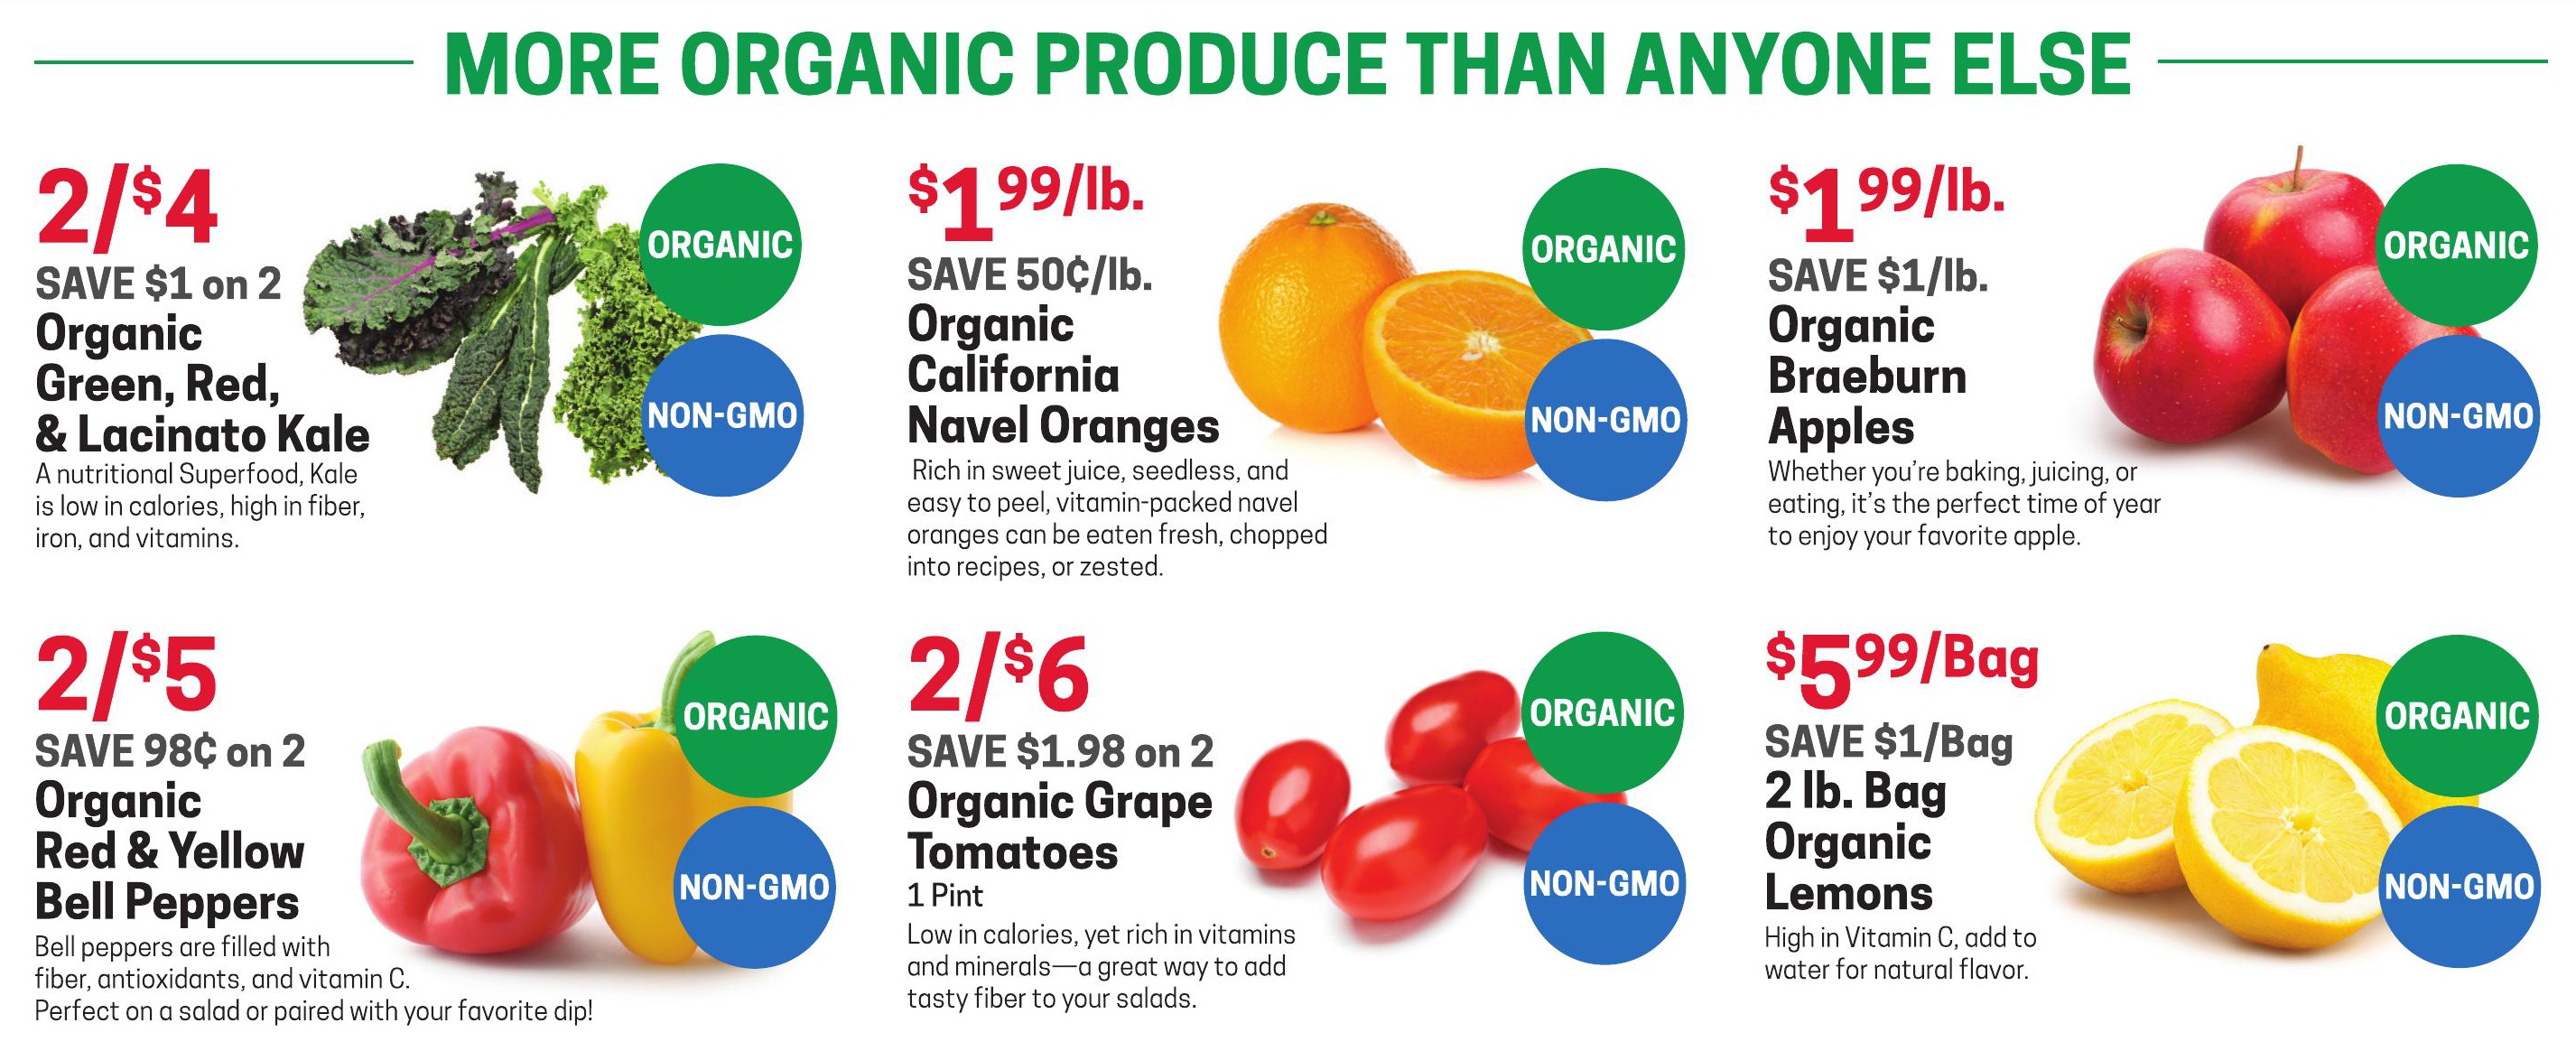 MORE ORGANIC PRODUCE THAN ANYONE ELSE
2/$4
SAVE $1 on 2
Organic
Green, Red,
& Lacinato Kale
A nutritional Superfood, Kale
is low in calories, high in fiber,
iron, and vitamins.
ORGANIC
NON-GMO
$1 99/lb.
SAVE 50¢/lb.
Organic
California
Navel Oranges
Rich in sweet juice, seedless, and
easy to peel, vitamin-packed navel
oranges can be eaten fresh, chopped
into recipes, or zested.
ORGANIC
NON-GMO
$1 99/lb.
SAVE $1/lb.
Organic
Braeburn
Apples
Whether you're baking, juicing, or
eating, it's the perfect time of year
to enjoy your favorite apple.
ORGANIC
NON-GMO
2/$5
SAVE 98¢ on 2
Organic
Red & Yellow
Bell Peppers
Bell peppers are filled with
fiber, antioxidants, and vitamin C.
Perfect on a salad or paired with your favorite dip!
ORGANIC
NON-GMO
2/$6
SAVE $1.98 on 2
Organic Grape
Tomatoes
1 Pint
Low in calories, yet rich in vitamins
and minerals—a great way to add
tasty fiber to your salads.
ORGANIC
NON-GMO
$5 99/Bag
SAVE $1/Bag
2 lb. Bag
Organic
Lemons
High in Vitamin C, add to
water for natural flavor.
ORGANIC
NON-GMO